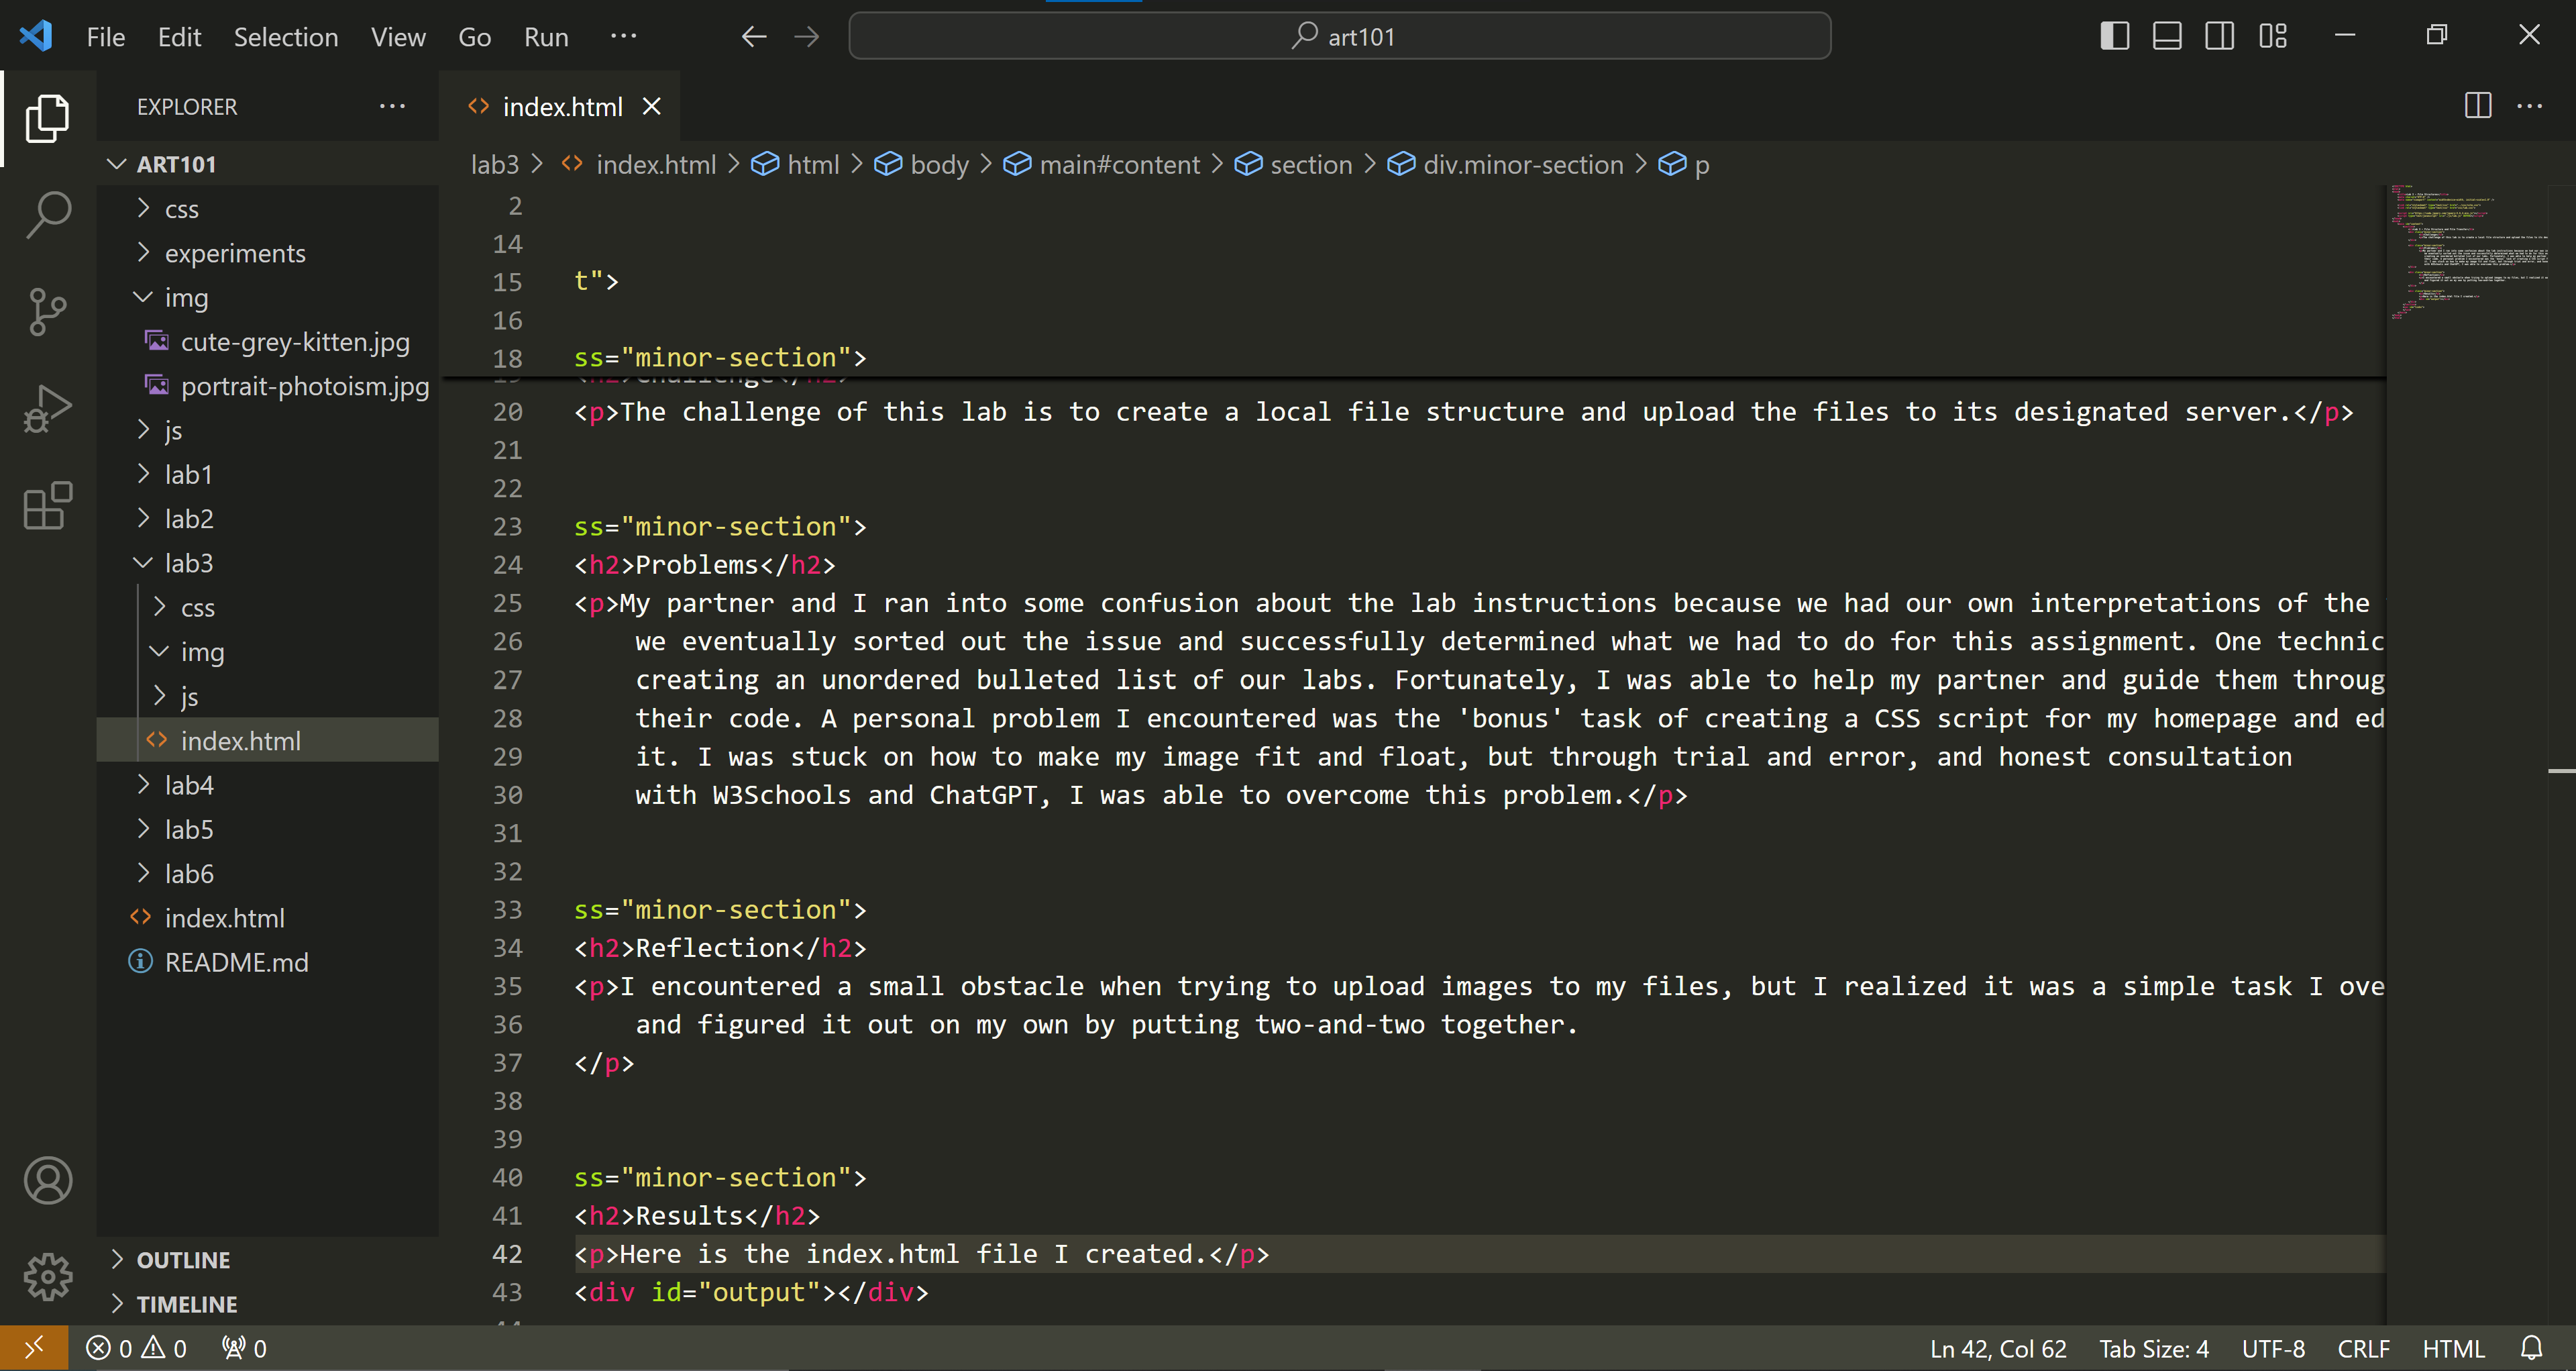 File Edit Selection View Go Run ··· art101
EXPLORER ···
index.html
ART101
lab3 > index.html > html > body > main#content > section > div.minor-section > p
css
experiments
img
cute-grey-kitten.jpg
portrait-photoism.jpg
js
lab1
lab2
lab3
css
img
js
index.html
lab4
lab5
lab6
index.html
README.md
OUTLINE
TIMELINE
2
14
15 t">
16
18 ss="minor-section">
<h2>Challenge</h2>
20 <p>The challenge of this lab is to create a local file structure and upload the files to its designated server.</p>
21
22
23 ss="minor-section">
24 <h2>Problems</h2>
25 <p>My partner and I ran into some confusion about the lab instructions because we had our own interpretations of the
26 we eventually sorted out the issue and successfully determined what we had to do for this assignment. One technic
27 creating an unordered bulleted list of our labs. Fortunately, I was able to help my partner and guide them throug
28 their code. A personal problem I encountered was the 'bonus' task of creating a CSS script for my homepage and ed
29 it. I was stuck on how to make my image fit and float, but through trial and error, and honest consultation
30 with W3Schools and ChatGPT, I was able to overcome this problem.</p>
31
32
33 ss="minor-section">
34 <h2>Reflection</h2>
35 <p>I encountered a small obstacle when trying to upload images to my files, but I realized it was a simple task I ove
36 and figured it out on my own by putting two-and-two together.
37 </p>
38
39
40 ss="minor-section">
41 <h2>Results</h2>
42 <p>Here is the index.html file I created.</p>
43 <div id="output"></div>
0 0 0 Ln 42, Col 62 Tab Size: 4 UTF-8 CRLF HTML